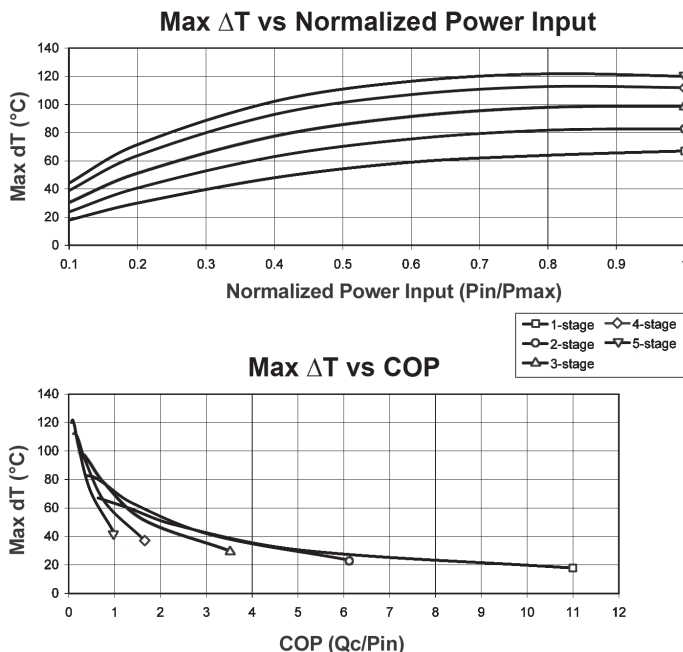 Max ΔT vs Normalized Power Input
140
120
100
80
60
40
20
0
Max dT (°C)
0.1 0.2 0.3 0.4 0.5 0.6 0.7 0.8 0.9 1
Normalized Power Input (Pin/Pmax)
1-stage 4-stage
2-stage 5-stage
3-stage
Max ΔT vs COP
140
120
100
80
60
40
20
0
Max dT (°C)
0 1 2 3 4 5 6 7 8 9 10 11 12
COP (Qc/Pin)